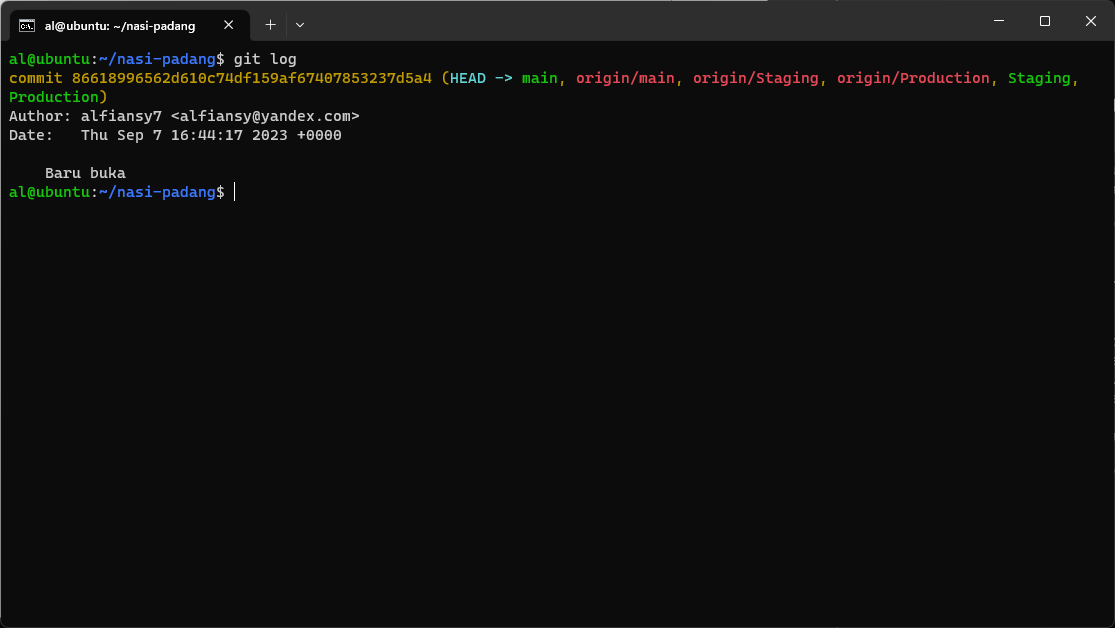 al@ubuntu: ~/nasi-padang
al@ubuntu:~/nasi-padang$ git log
commit 86618996562d610c74df159af67407853237d5a4 (HEAD -> main, origin/main, origin/Staging, origin/Production, Staging,
Production)
Author: alfiansy7 <alfiansy@yandex.com>
Date:   Thu Sep 7 16:44:17 2023 +0000
    Baru buka
al@ubuntu:~/nasi-padang$